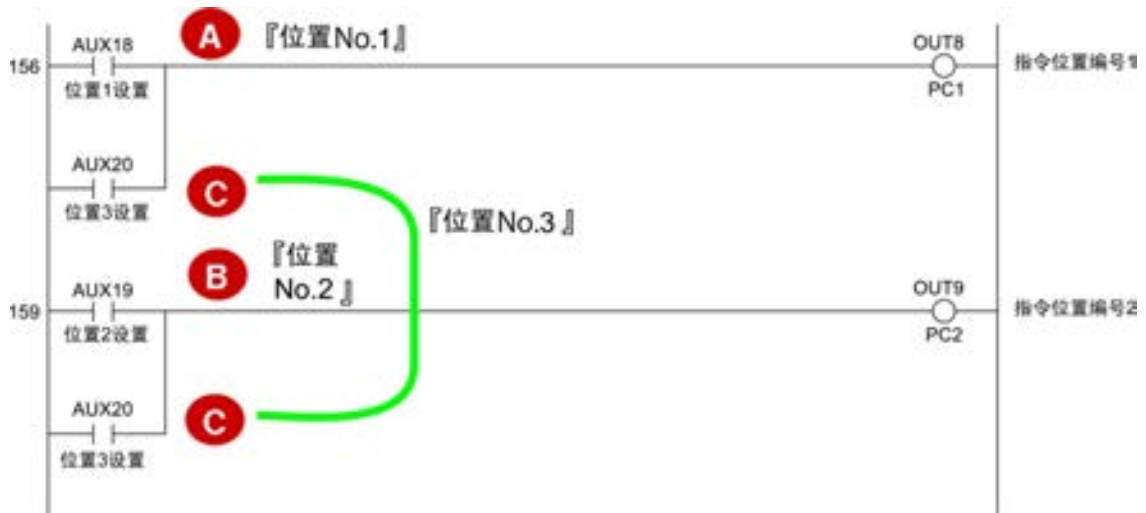 AUX18
A
『位置No.1』
OUT8
156
位置1设置
PC1
指令位置编号1
AUX20
C
位置3设置
『位置No.3 』
B
『位置
No.2 』
AUX19
OUT9
159
位置2设置
PC2
指令位置编号2
AUX20
C
位置3设置